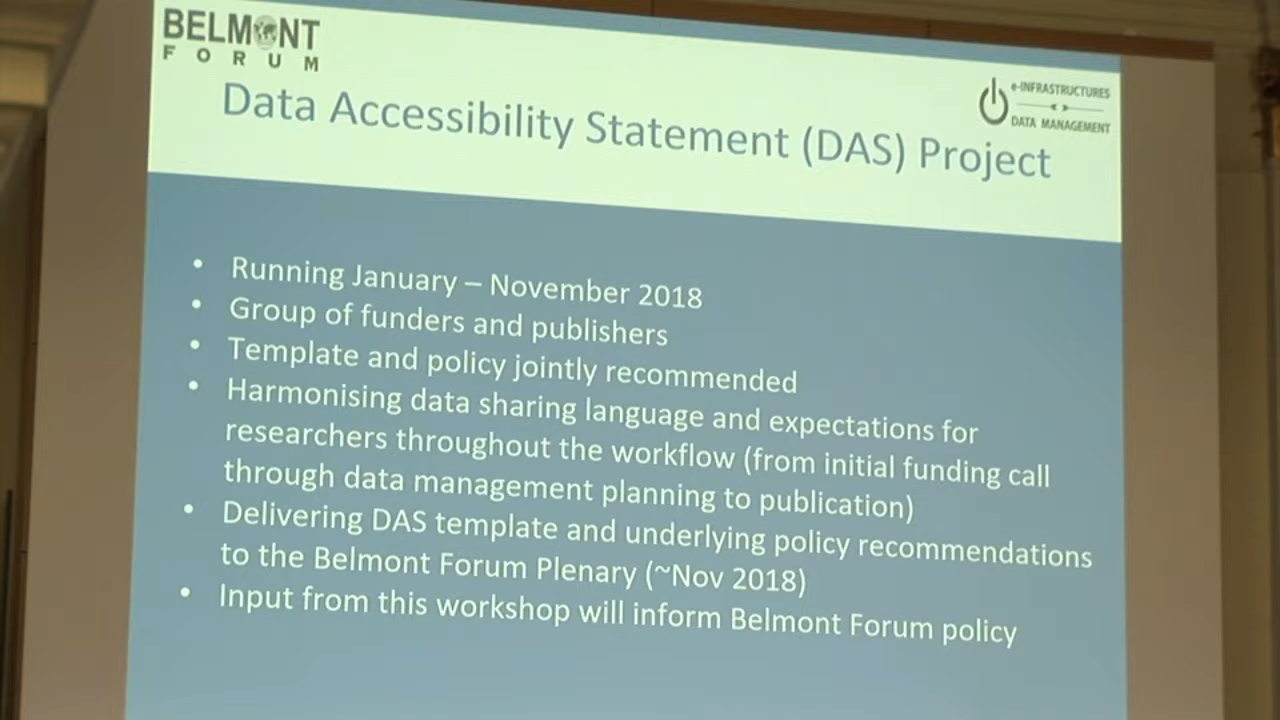 BELMONT
FORUM
e-INFRASTRUCTURES
DATA MANAGEMENT
Data Accessibility Statement (DAS) Project
• Running January – November 2018
• Group of funders and publishers
• Template and policy jointly recommended
• Harmonising data sharing language and expectations for
researchers throughout the workflow (from initial funding call
through data management planning to publication)
• Delivering DAS template and underlying policy recommendations
to the Belmont Forum Plenary (~Nov 2018)
• Input from this workshop will inform Belmont Forum policy